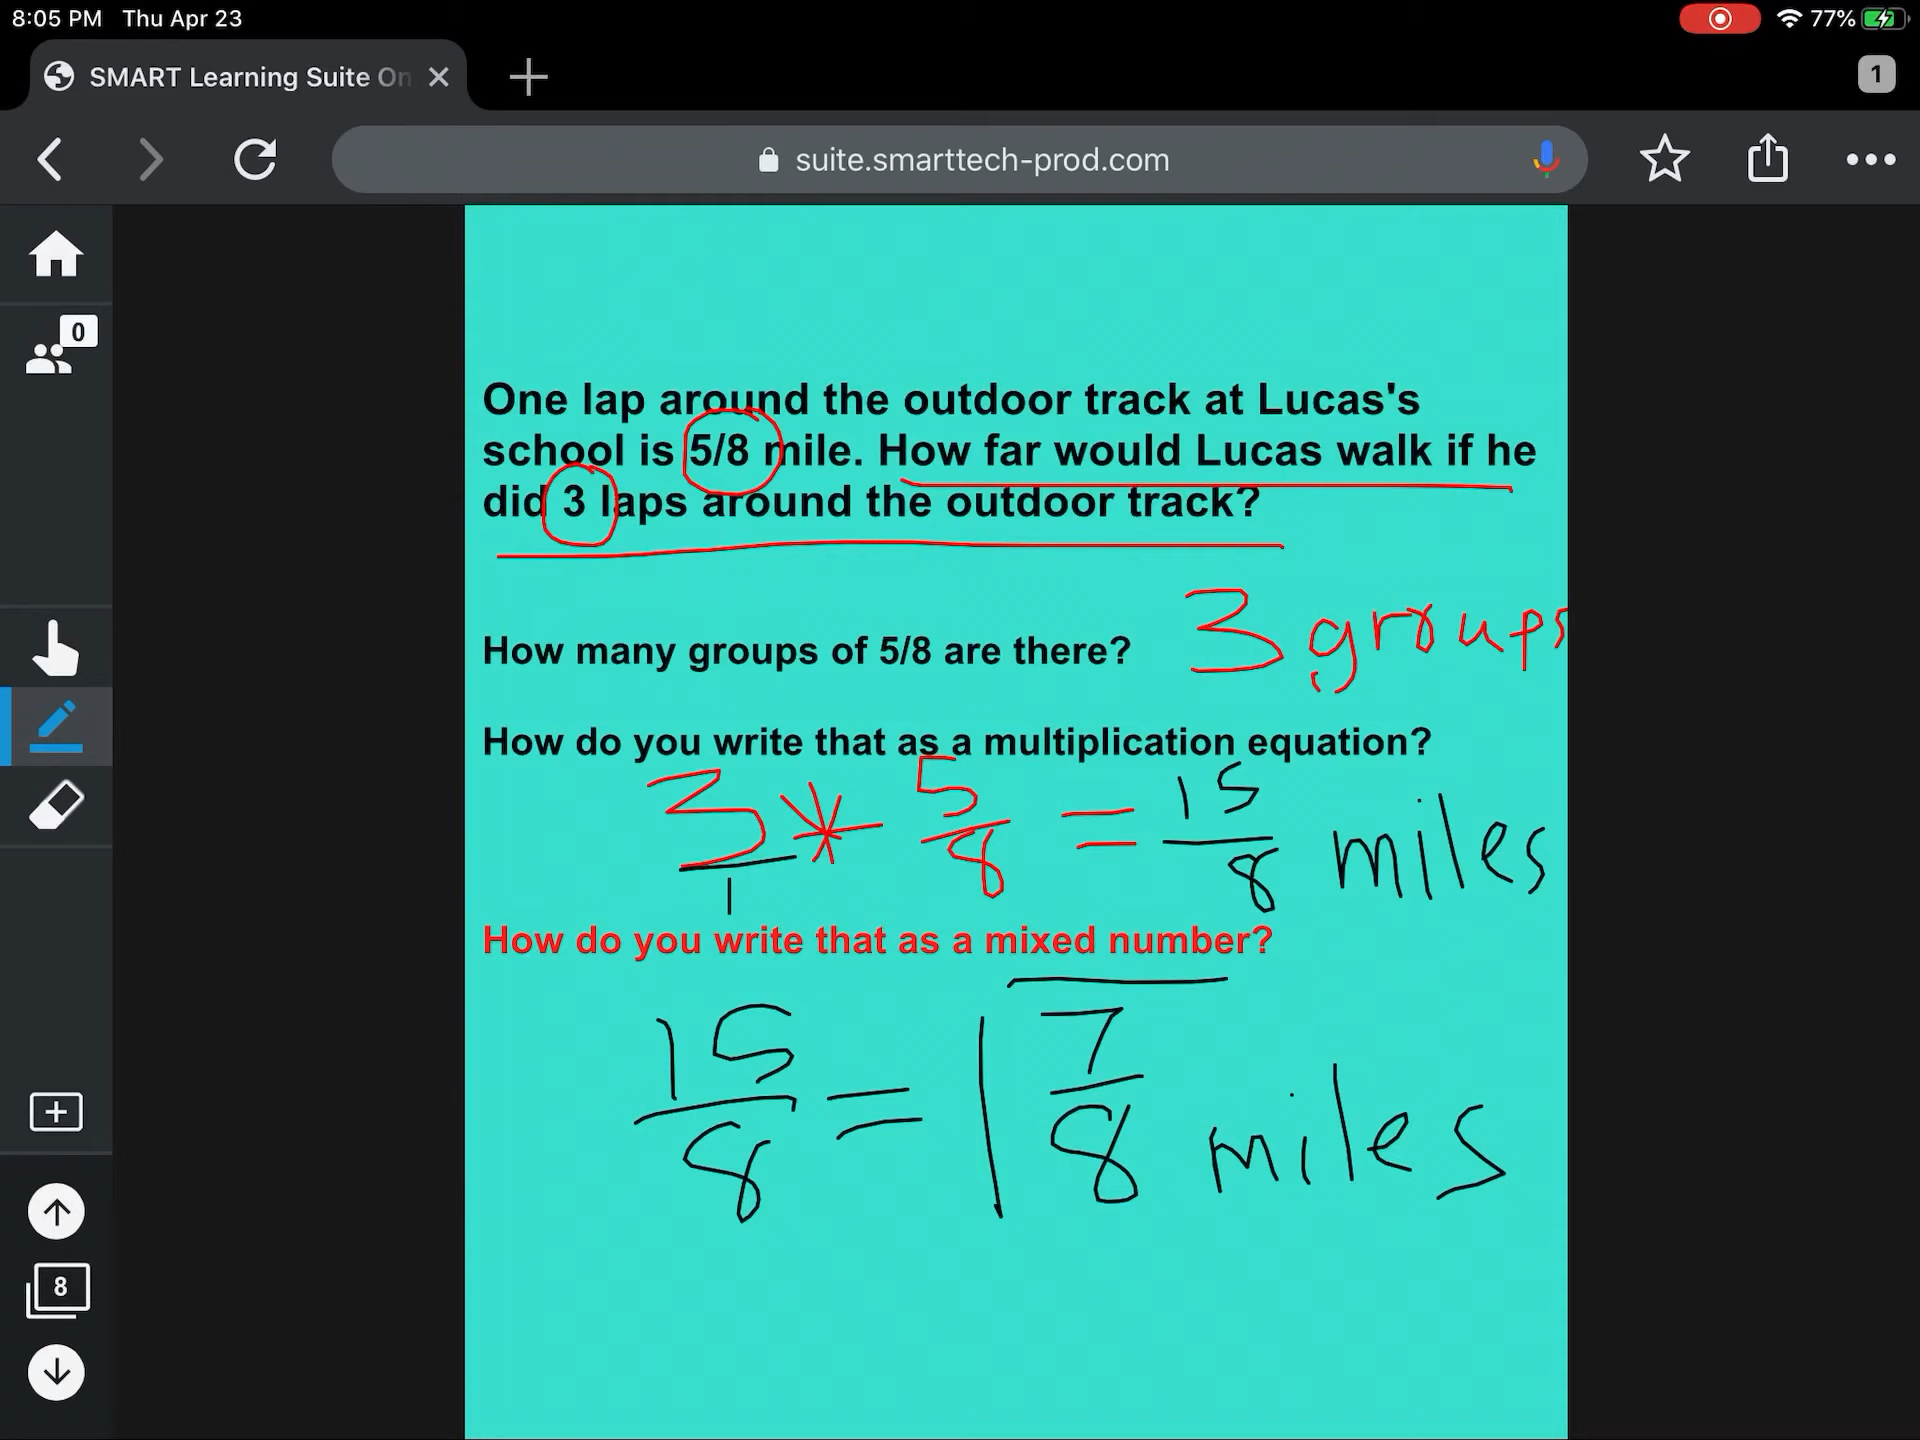 8:05 PM Thu Apr 23
77%
SMART Learning Suite On
1
suite.smarttech-prod.com
0
One lap around the outdoor track at Lucas's
school is 5/8 mile. How far would Lucas walk if he
did 3 laps around the outdoor track?
How many groups of 5/8 are there? 3 groups
How do you write that as a multiplication equation?
3/1 * 5/8 = 15/8 miles
How do you write that as a mixed number?
15/8 = 1 7/8 miles
8